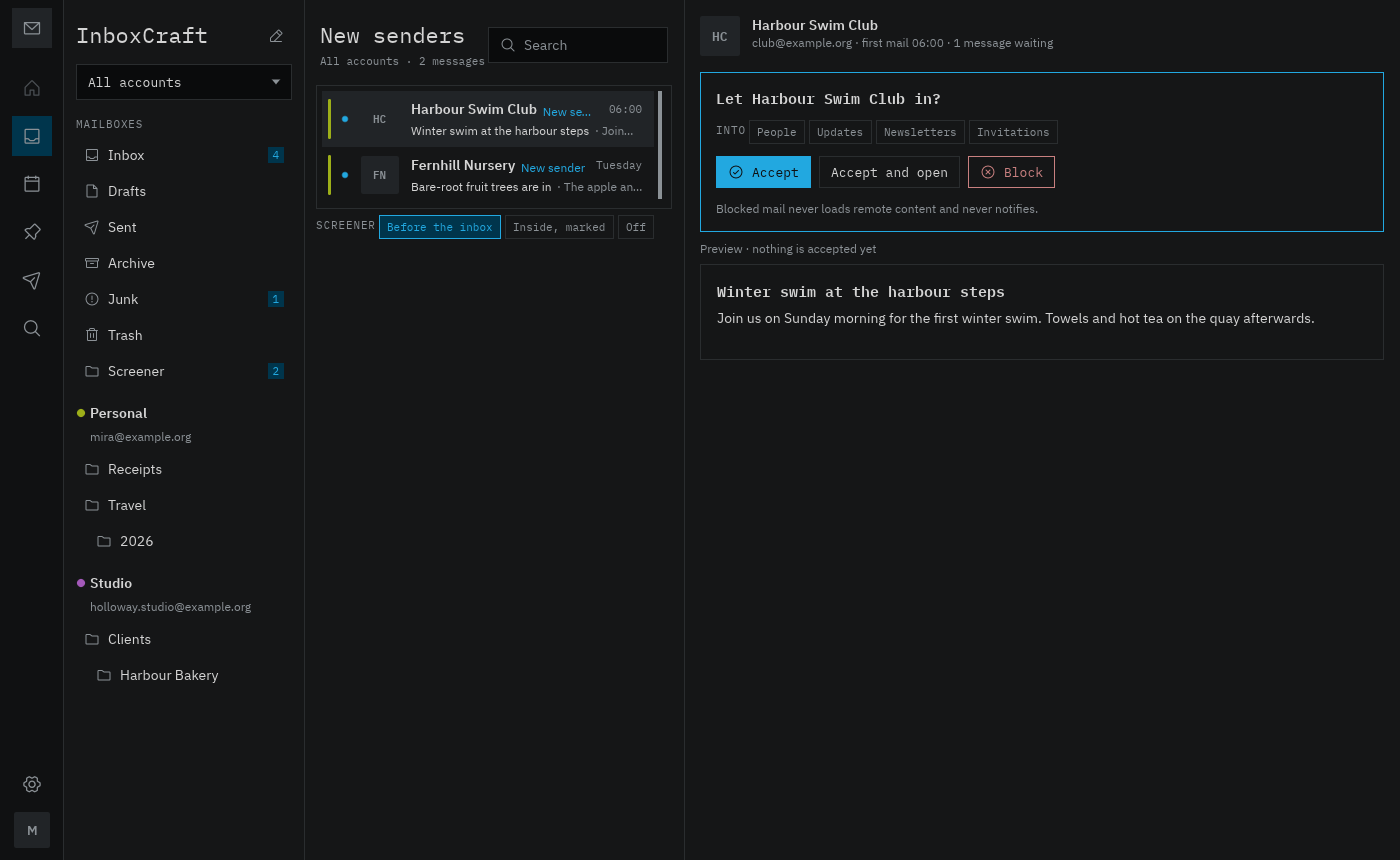 InboxCraft
All accounts
MAILBOXES
Inbox 4
Drafts
Sent
Archive
Junk 1
Trash
Screener 2
Personal
mira@example.org
Receipts
Travel
2026
Studio
holloway.studio@example.org
Clients
Harbour Bakery
M
New senders
All accounts · 2 messages
Search
HC
Harbour Swim Club New se… 06:00
Winter swim at the harbour steps · Join…
FN
Fernhill Nursery New sender Tuesday
Bare-root fruit trees are in · The apple an…
SCREENER Before the inbox Inside, marked Off
HC
Harbour Swim Club
club@example.org · first mail 06:00 · 1 message waiting
Let Harbour Swim Club in?
INTO People Updates Newsletters Invitations
Accept Accept and open Block
Blocked mail never loads remote content and never notifies.
Preview · nothing is accepted yet
Winter swim at the harbour steps
Join us on Sunday morning for the first winter swim. Towels and hot tea on the quay afterwards.